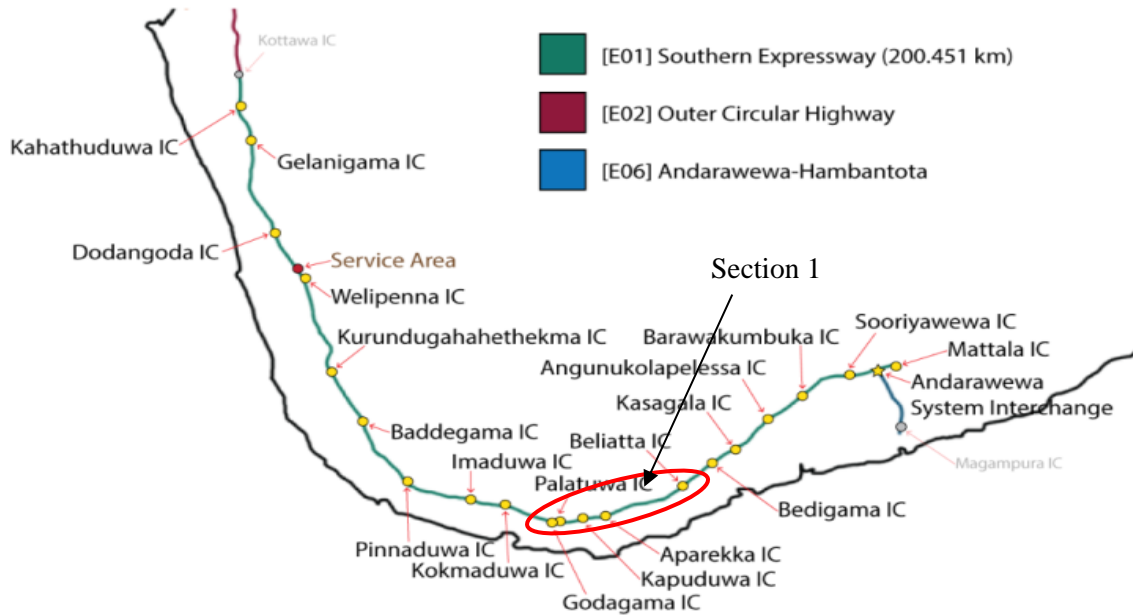 Kottawa IC
[E01] Southern Expressway (200.451 km)
[E02] Outer Circular Highway
[E06] Andarawewa-Hambantota
Kahathuduwa IC
Gelanigama IC
Dodangoda IC
Service Area
Welipenna IC
Section 1
Kurundugahahethekma IC
Barawakumbuka IC
Sooriyawewa IC
Mattala IC
Angunukolapelessa IC
Andarawewa
System Interchange
Kasagala IC
Baddegama IC
Beliatta IC
Imaduwa IC
Palatuwa IC
Magampura IC
Bedigama IC
Pinnaduwa IC
Aparekka IC
Kokmaduwa IC
Kapuduwa IC
Godagama IC